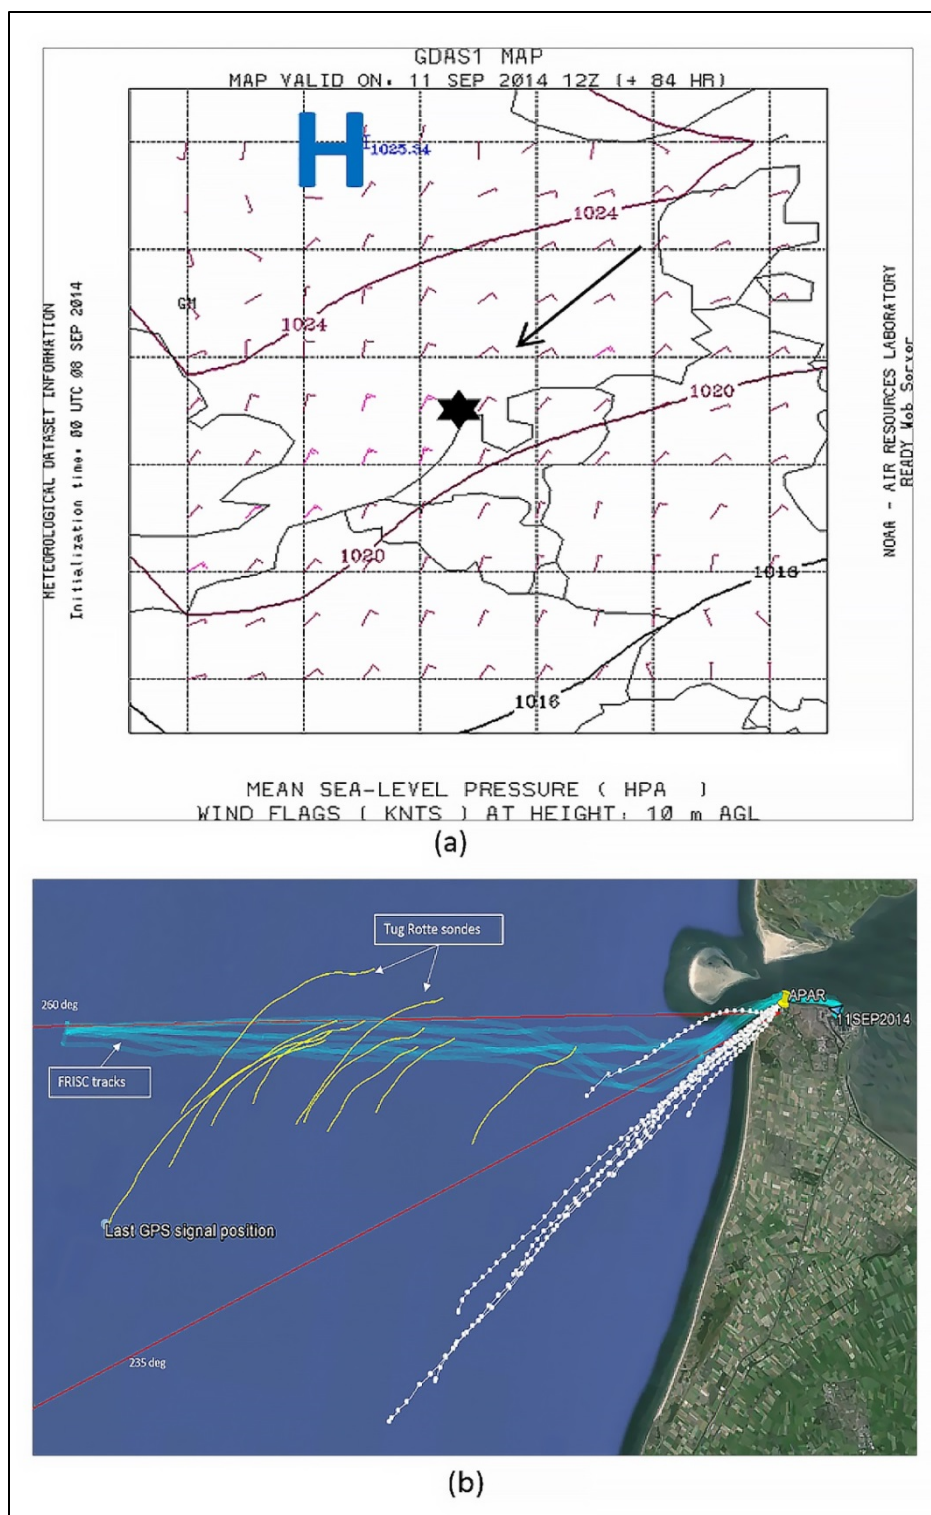 GDAS1 MAP
MAP VALID ON: 11 SEP 2014 12Z (+ 84 HR)
H
1025.34
1024
GM
1024
1020
1020
1016
1016
METEOROLOGICAL DATASET INFORMATION
Initialization time: 00 UTC 08 SEP 2014
NOAA - AIR RESOURCES LABORATORY
READY Web Server
MEAN SEA-LEVEL PRESSURE ( HPA )
WIND FLAGS ( KNTS ) AT HEIGHT: 10 m AGL
(a)
Tug Rotte sondes
260 deg
APAR
11SEP2014
FRISC tracks
Last GPS signal position
235 deg
(b)